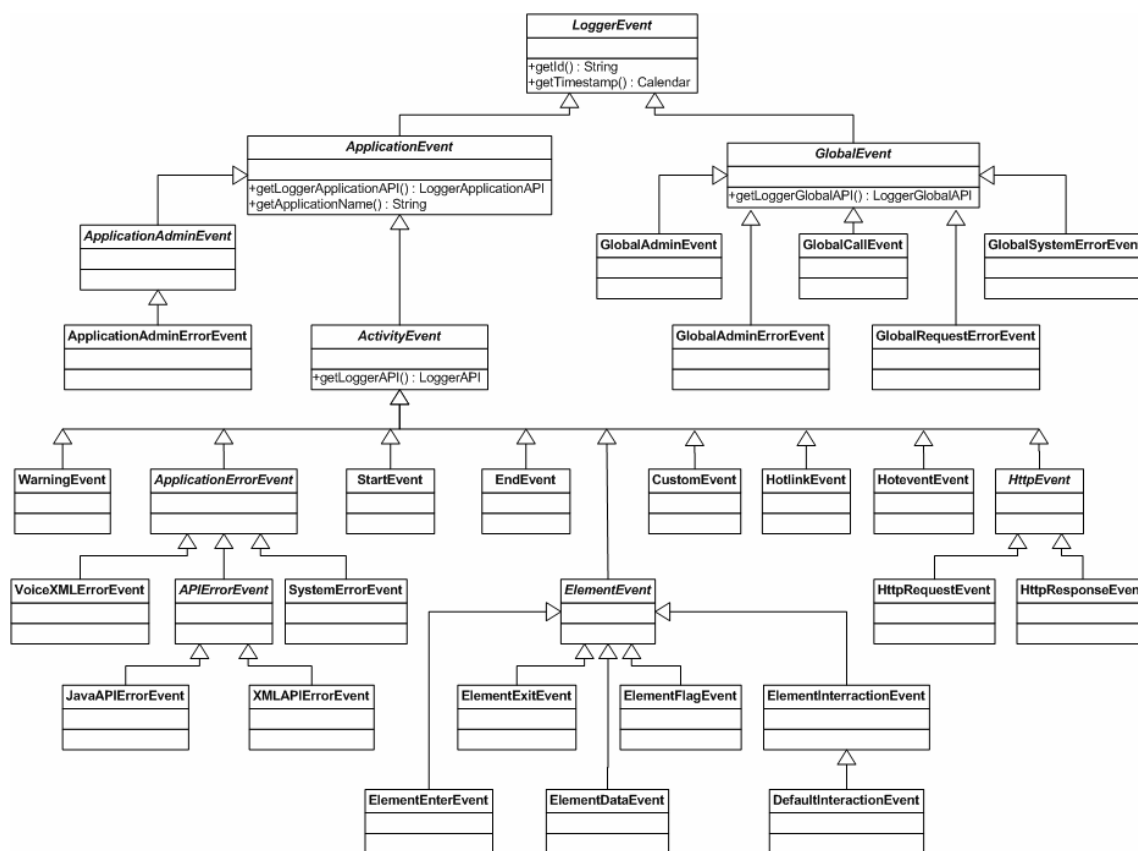 LoggerEvent
+getId() : String
+getTimestamp() : Calendar
ApplicationEvent
+getLoggerApplicationAPI() : LoggerApplicationAPI
+getApplicationName() : String
GlobalEvent
+getLoggerGlobalAPI() : LoggerGlobalAPI
ApplicationAdminEvent
GlobalAdminEvent
GlobalCallEvent
GlobalSystemErrorEvent
ApplicationAdminErrorEvent
ActivityEvent
+getLoggerAPI() : LoggerAPI
GlobalAdminErrorEvent
GlobalRequestErrorEvent
WarningEvent
ApplicationErrorEvent
StartEvent
EndEvent
CustomEvent
HotlinkEvent
HoteventEvent
HttpEvent
VoiceXMLErrorEvent
APIErrorEvent
SystemErrorEvent
ElementEvent
HttpRequestEvent
HttpResponseEvent
JavaAPIErrorEvent
XMLAPIErrorEvent
ElementExitEvent
ElementFlagEvent
ElementInterractionEvent
ElementEnterEvent
ElementDataEvent
DefaultInteractionEvent